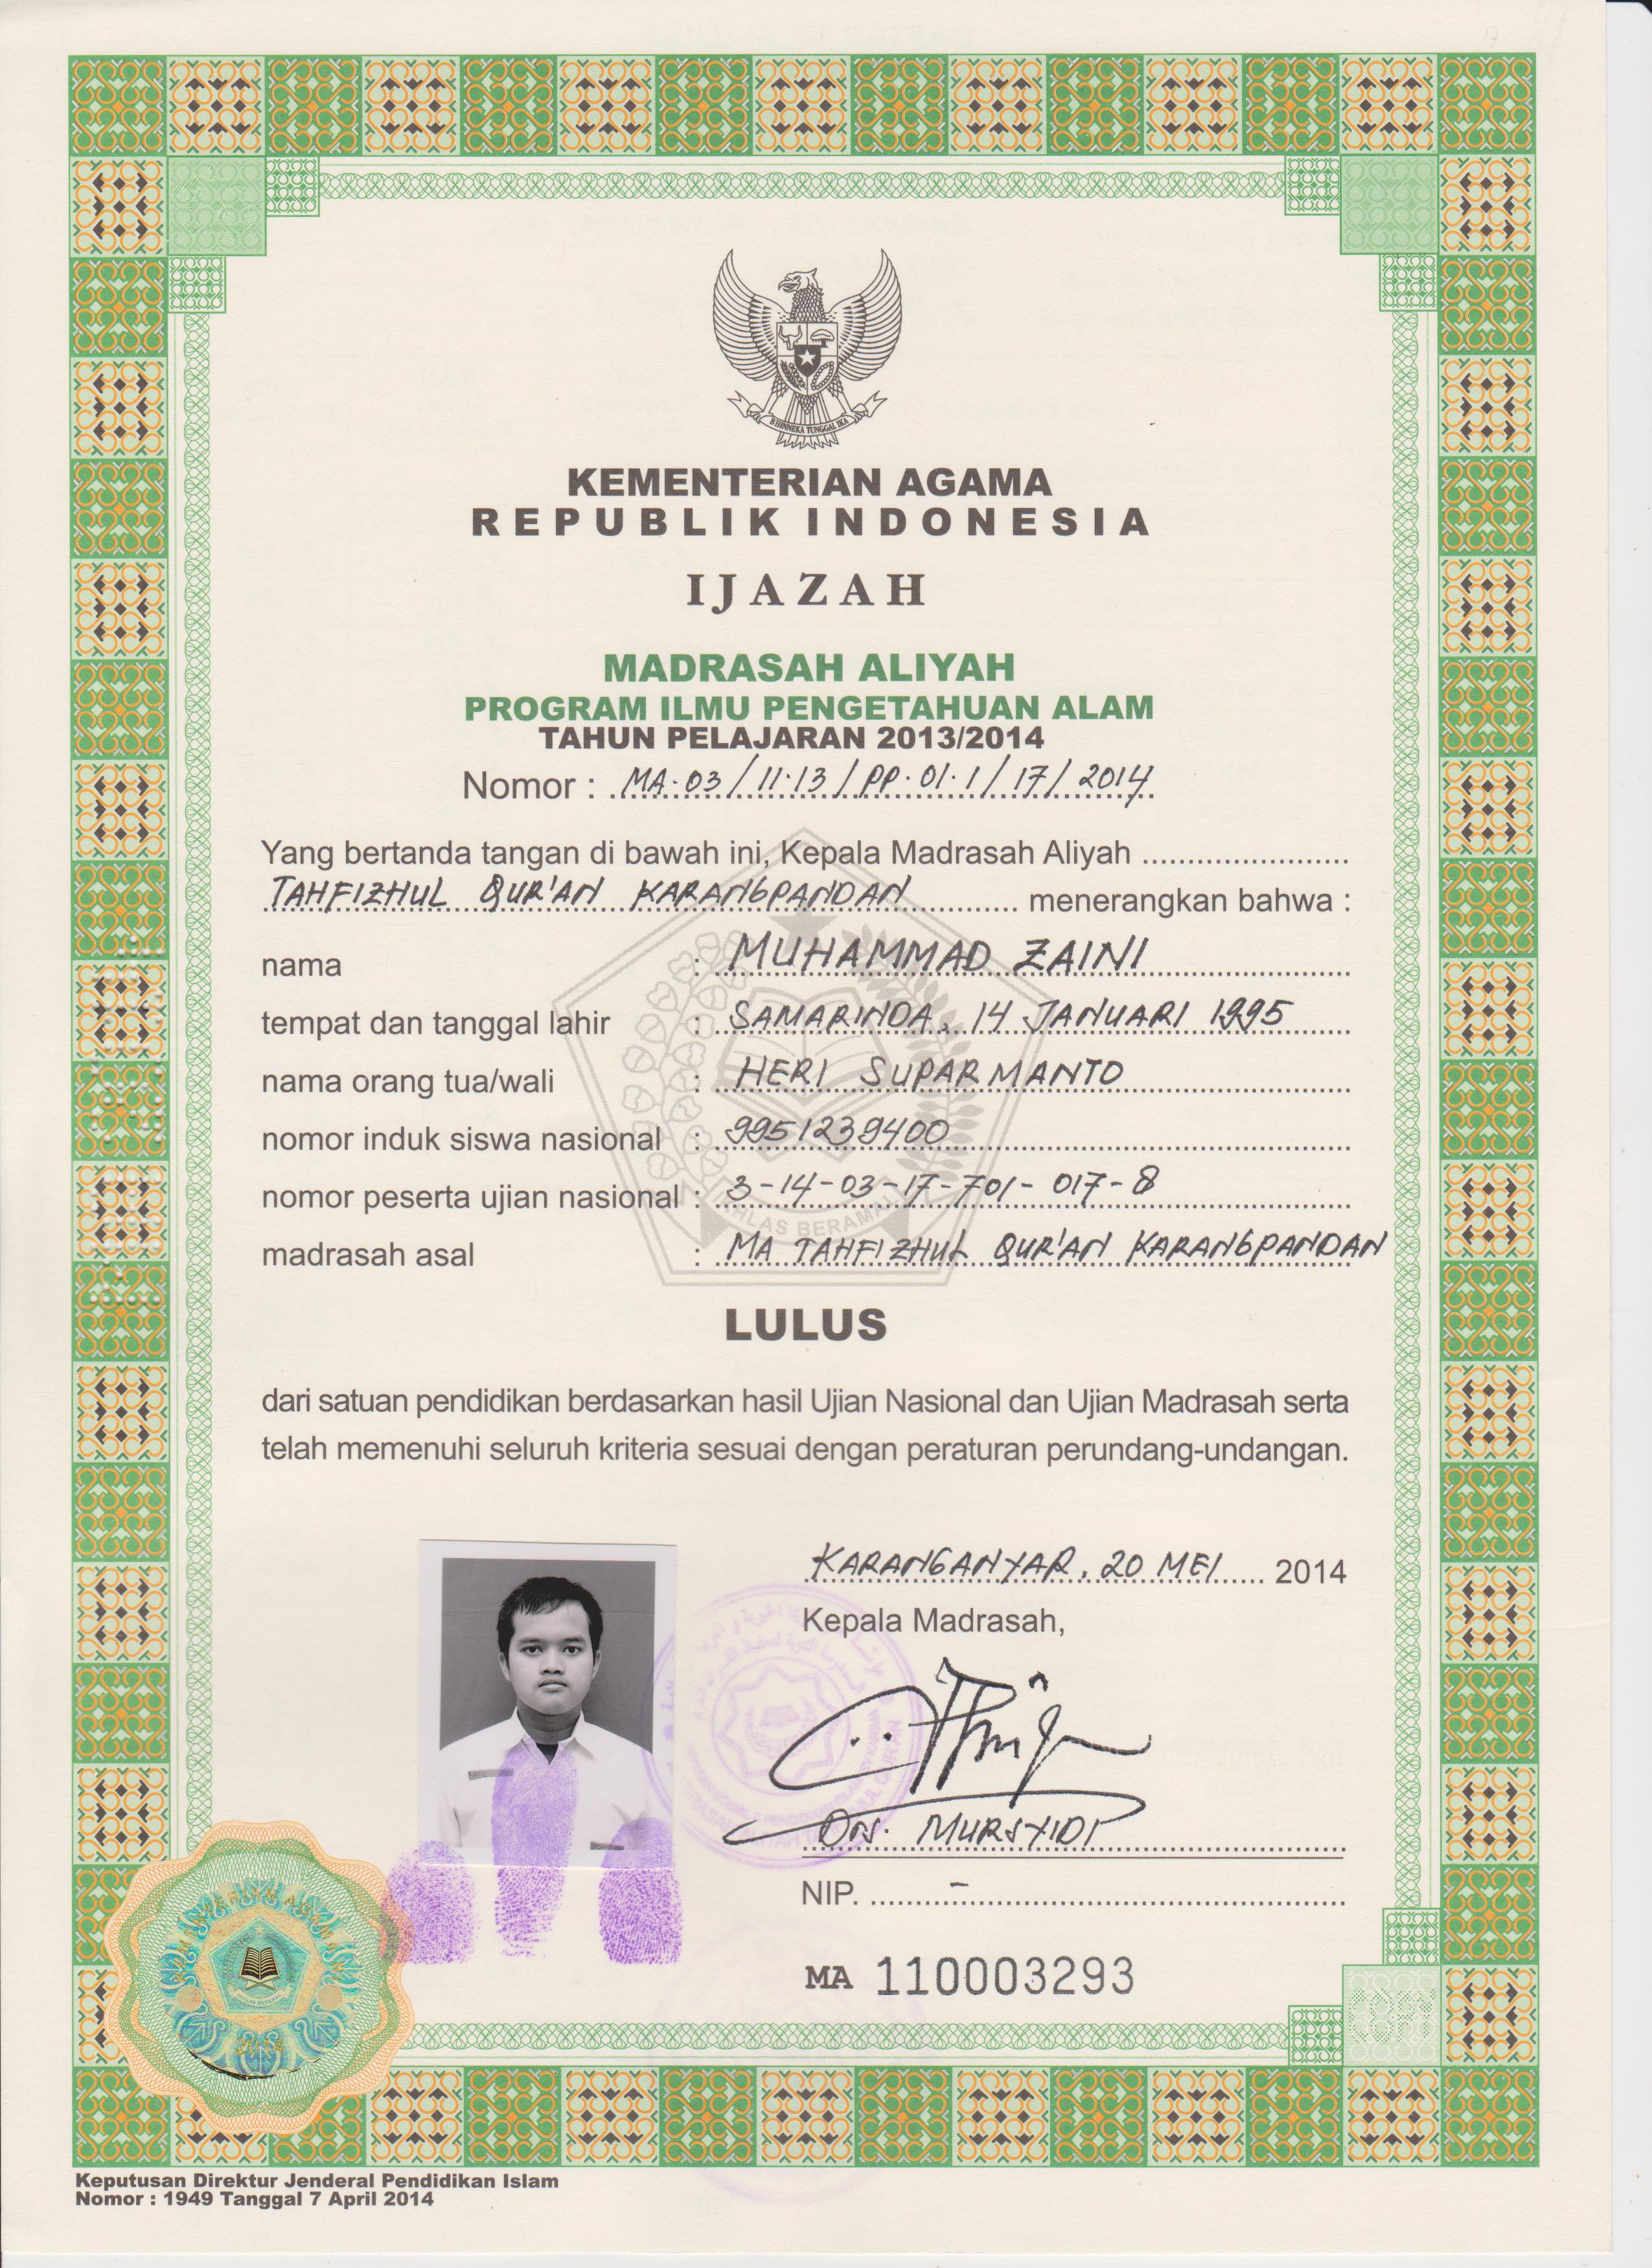 BHINNEKA TUNGGAL IKA
KEMENTERIAN AGAMA
REPUBLIK INDONESIA
IJAZAH
MADRASAH ALIYAH
PROGRAM ILMU PENGETAHUAN ALAM
TAHUN PELAJARAN 2013/2014
Nomor : MA.03/11.13/PP.01.1/17/2014
Yang bertanda tangan di bawah ini, Kepala Madrasah Aliyah
TAHFIZHUL QUR'AN KARANGPANDAN menerangkan bahwa :
nama : MUHAMMAD ZAINI
tempat dan tanggal lahir : SAMARINDA, 14 JANUARI 1995
nama orang tua/wali : HERI SUPARMANTO
nomor induk siswa nasional : 9951239400
nomor peserta ujian nasional : 3-14-03-17-701-017-8
IKHLAS BERAMAL
madrasah asal : MA TAHFIZHUL QUR'AN KARANGPANDAN
LULUS
dari satuan pendidikan berdasarkan hasil Ujian Nasional dan Ujian Madrasah serta
telah memenuhi seluruh kriteria sesuai dengan peraturan perundang-undangan.
KARANGANYAR, 20 MEI 2014
Kepala Madrasah,
Drs. MURSYIDI
NIP. -
MA 110003293
Keputusan Direktur Jenderal Pendidikan Islam
Nomor : 1949 Tanggal 7 April 2014